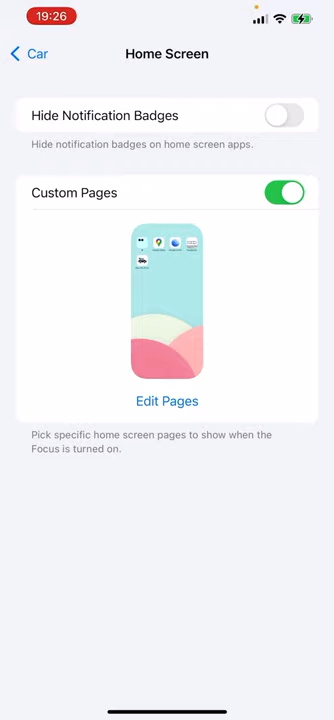 19:26
Car
Home Screen
Hide Notification Badges
Hide notification badges on home screen apps.
Custom Pages
Edit Pages
Pick specific home screen pages to show when the
Focus is turned on.